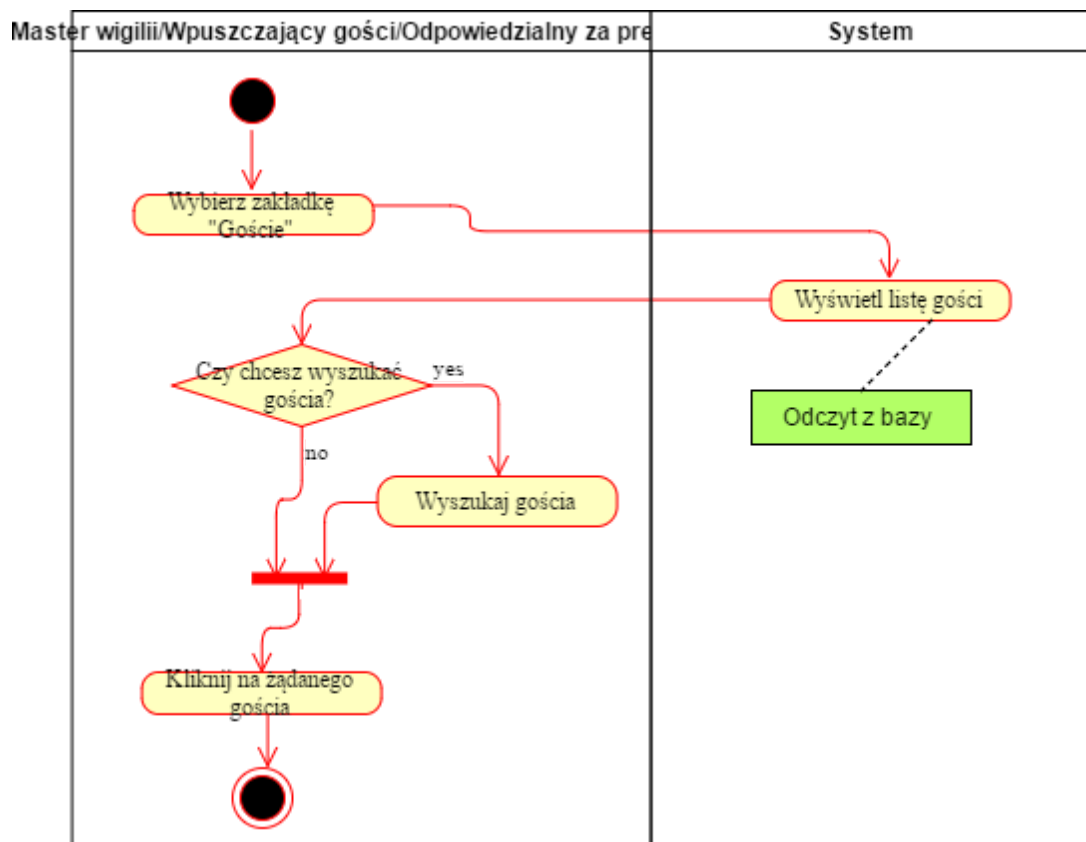 Master wigilii/Wpuszczający gości/Odpowiedzialny za pre
System
Wybierz zakładkę
"Goście"
Wyświetl listę gości
Czy chcesz wyszukać
gościa?
yes
Odczyt z bazy
no
Wyszukaj gościa
Kliknij na żądanego
gościa